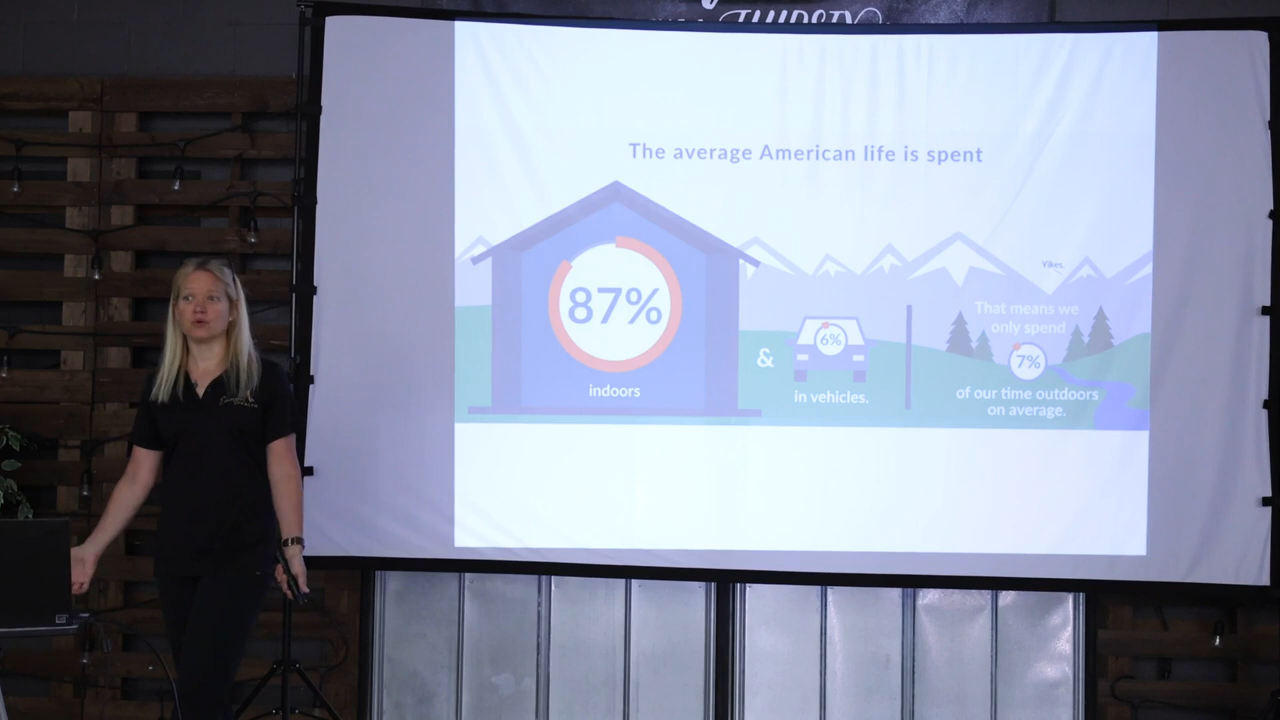 THIRSTY
The average American life is spent
87%
indoors
&
6%
in vehicles.
Yikes.
That means we
only spend
7%
of our time outdoors
on average.